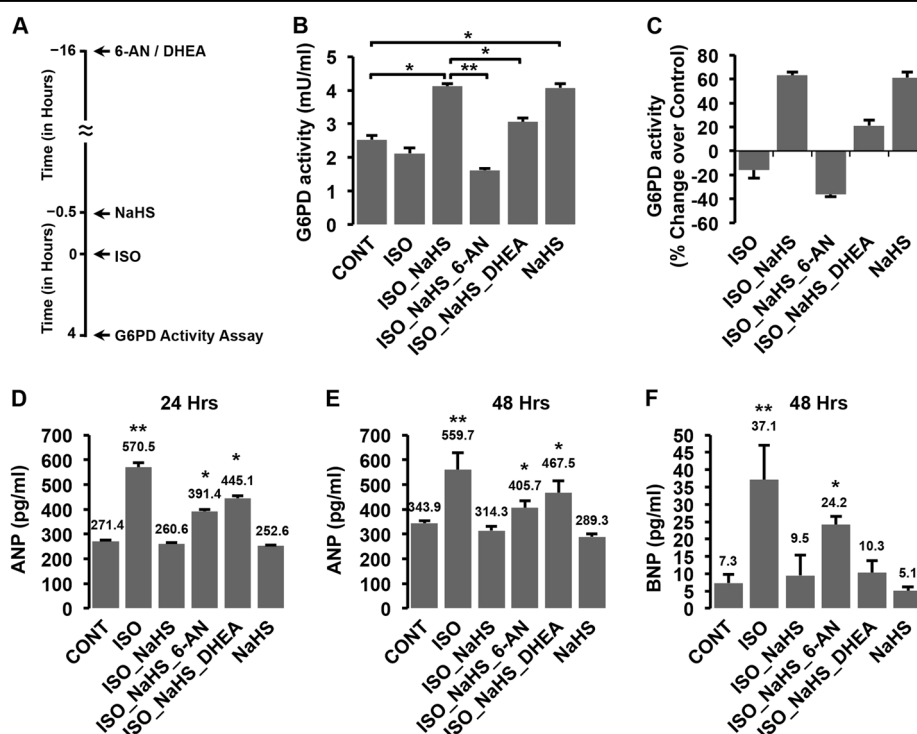 A
−16
6-AN / DHEA
Time (in Hours)
−0.5
NaHS
0
ISO
Time (in Hours)
4
G6PD Activity Assay
B
*
*
*
**
G6PD activity (mU/ml)
5
4
3
2
1
0
CONT
ISO
ISO_NaHS
ISO_NaHS_6-AN
ISO_NaHS_DHEA
NaHS
C
G6PD activity
(% Change over Control)
80
60
40
20
0
-20
-40
-60
ISO
ISO_NaHS
ISO_NaHS_6-AN
ISO_NaHS_DHEA
NaHS
D
24 Hrs
ANP (pg/ml)
700
600
500
400
300
200
100
0
271.4
**
570.5
260.6
*
391.4
*
445.1
252.6
CONT
ISO
ISO_NaHS
ISO_NaHS_6-AN
ISO_NaHS_DHEA
NaHS
E
48 Hrs
ANP (pg/ml)
700
600
500
400
300
200
100
0
343.9
**
559.7
314.3
*
405.7
*
467.5
289.3
CONT
ISO
ISO_NaHS
ISO_NaHS_6-AN
ISO_NaHS_DHEA
NaHS
F
48 Hrs
BNP (pg/ml)
50
45
40
35
30
25
20
15
10
5
0
7.3
**
37.1
9.5
*
24.2
10.3
5.1
CONT
ISO
ISO_NaHS
ISO_NaHS_6-AN
ISO_NaHS_DHEA
NaHS